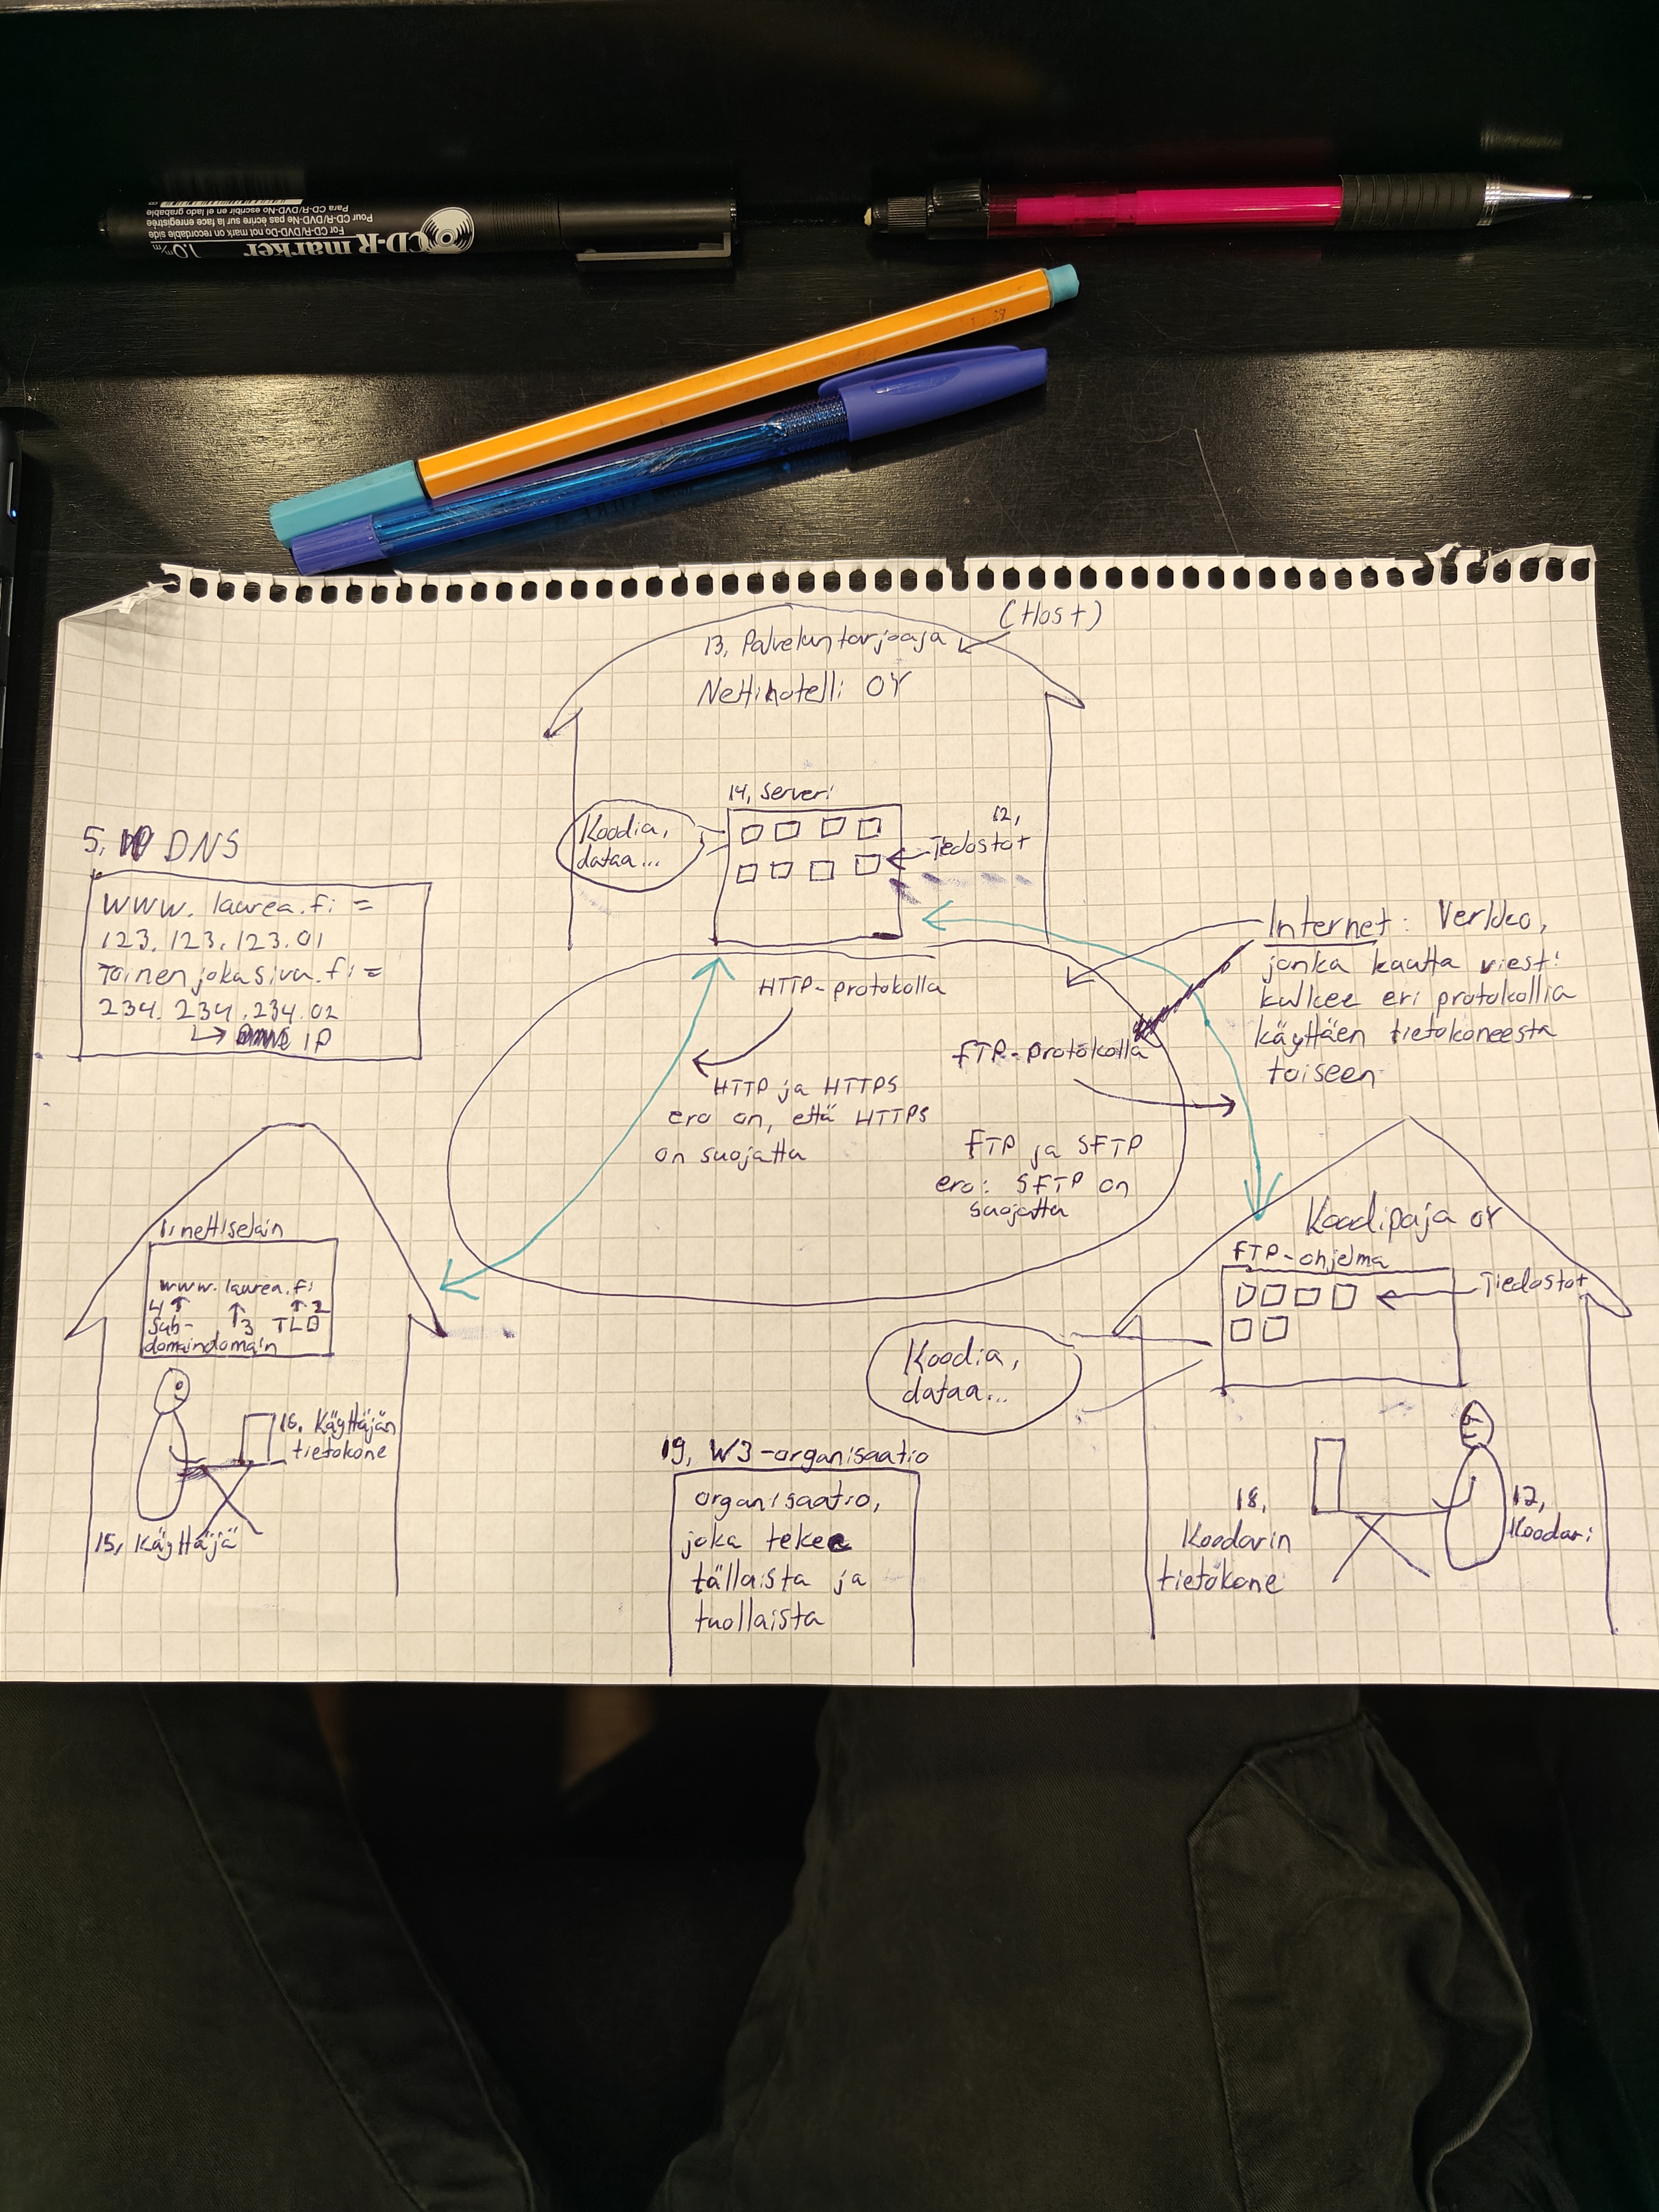 CD-R marker
1.0 m/m
For CD-R/DVD-Do not mark on recordable side
Pour CD-R/DVD-Ne pas écrire sur la face enregistrée
Para CD-R/DVD-No escribir en el lado grabable
(Host)
13, Palveluntarjoaja
Nettihotelli OY
14, Serveri
Koodia,
dataa...
12,
Tiedostot
5, DNS
www. laurea.fi =
123. 123. 123. 01
Toinenjokasivu.fi =
234. 234. 234. 02
IP
Internet: Verkko,
jonka kautta viesti
kulkee eri protokollia
käyttäen tietokoneesta
toiseen
HTTP-protokolla
HTTP ja HTTPS
ero on, että HTTPS
on suojattu
FTP-protokolla
FTP ja SFTP
ero: SFTP on
suojattu
1, nettiselain
www. laurea.fi
4 3 2
Sub-
domain domain TLD
16. Käyttäjän
tietokone
15, Käyttäjä
Koodipaja OY
FTP-ohjelma
Tiedostot
Koodia,
dataa...
18,
Koodarin
tietokone
12,
Koodari
19, W3-organisaatio
organisaatio,
joka tekee
tällaista ja
tuollaista